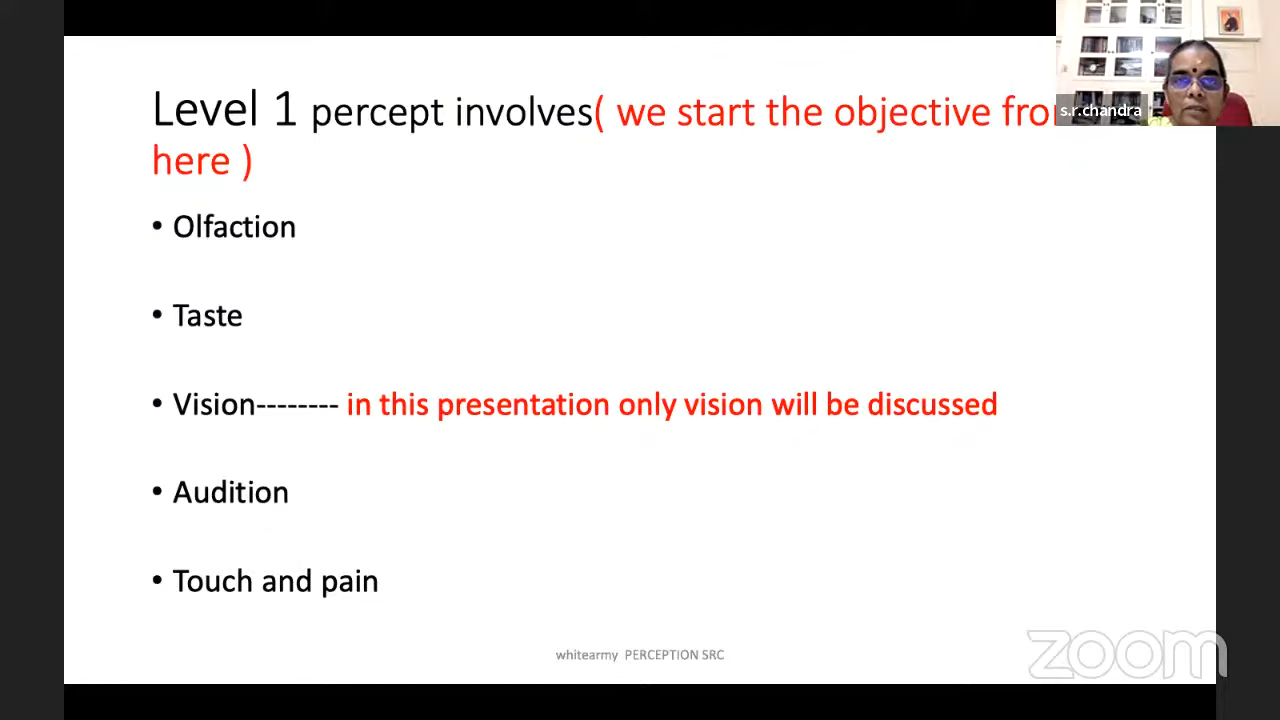 Level 1 percept involves( we start the objective from
here )
• Olfaction
• Taste
• Vision-------- in this presentation only vision will be discussed
• Audition
• Touch and pain
whitearmy PERCEPTION SRC
s.r.chandra
zoom